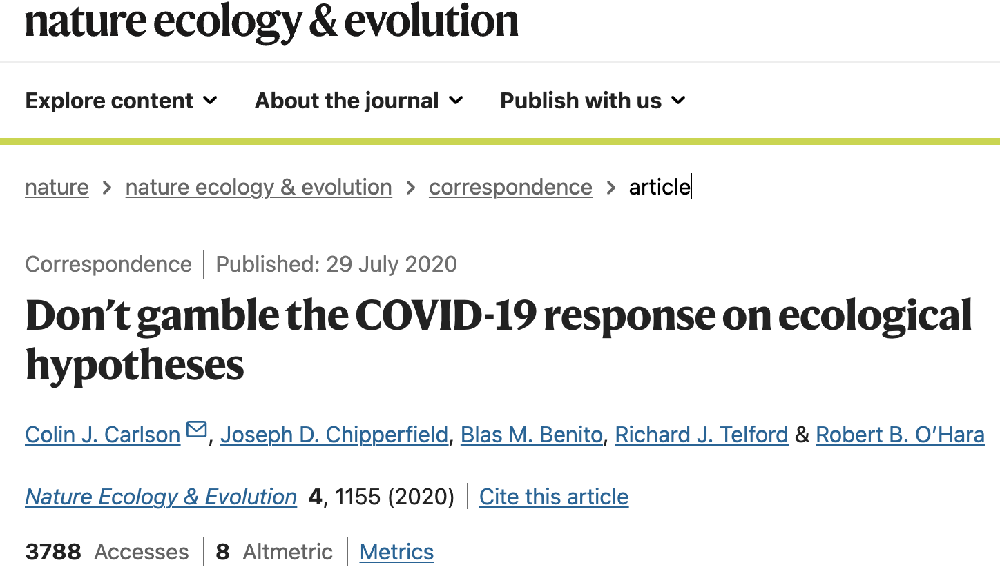 nature ecology & evolution
Explore content About the journal Publish with us
nature > nature ecology & evolution > correspondence > article
Correspondence | Published: 29 July 2020
Don’t gamble the COVID-19 response on ecological
hypotheses
Colin J. Carlson, Joseph D. Chipperfield, Blas M. Benito, Richard J. Telford & Robert B. O’Hara
Nature Ecology & Evolution 4, 1155 (2020) | Cite this article
3788 Accesses | 8 Altmetric | Metrics